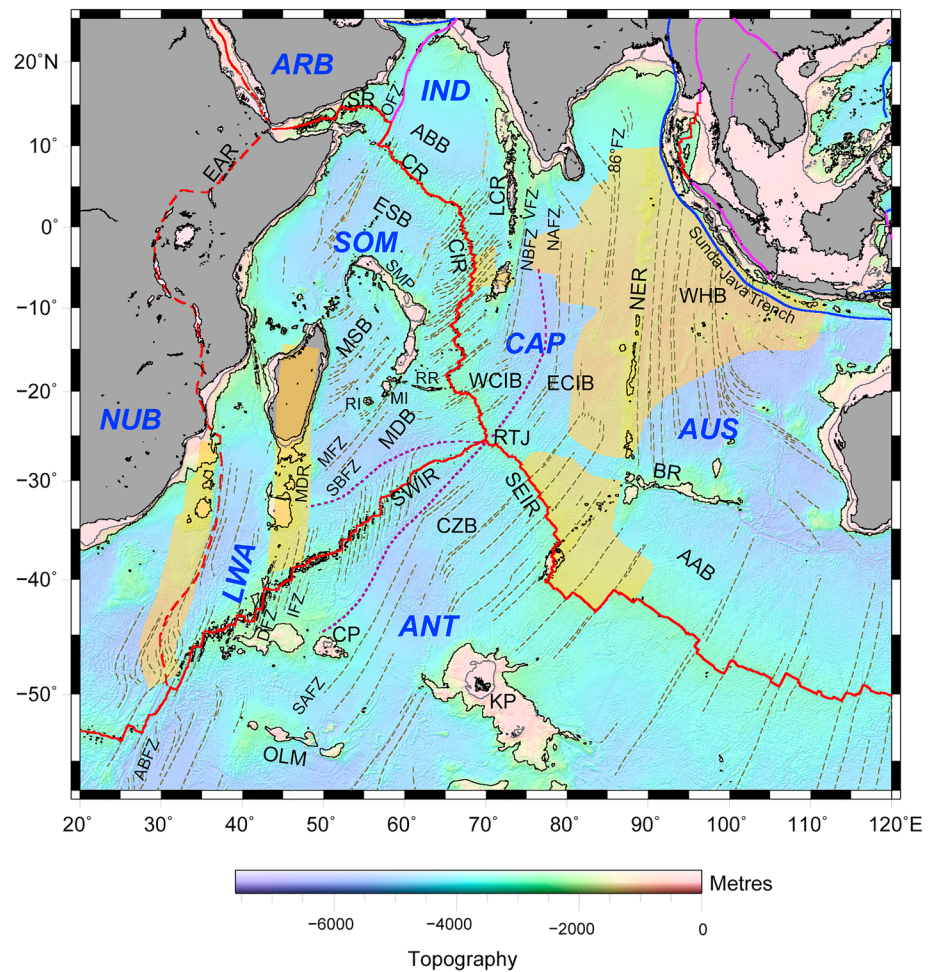 20°N
10°
0°
−10°
−20°
−30°
−40°
−50°
ARB
IND
SR
OFZ
ABB
EAR
CR
LCR
VFZ
86°FZ
ESB
SOM
CIR
NBFZ
NAFZ
SMP
NER
WHB
Sunda-Java Trench
CAP
MSB
RR
WCIB
ECIB
RI
MI
NUB
MDB
AUS
MFZ
RTJ
SBFZ
MDR
SWIR
SEIR
BR
CZB
LWA
AAB
DFZ
IFZ
CP
ANT
SAFZ
KP
OLM
ABFZ
20° 30° 40° 50° 60° 70° 80° 90° 100° 110° 120°E
Metres
−6000 −4000 −2000 0
Topography